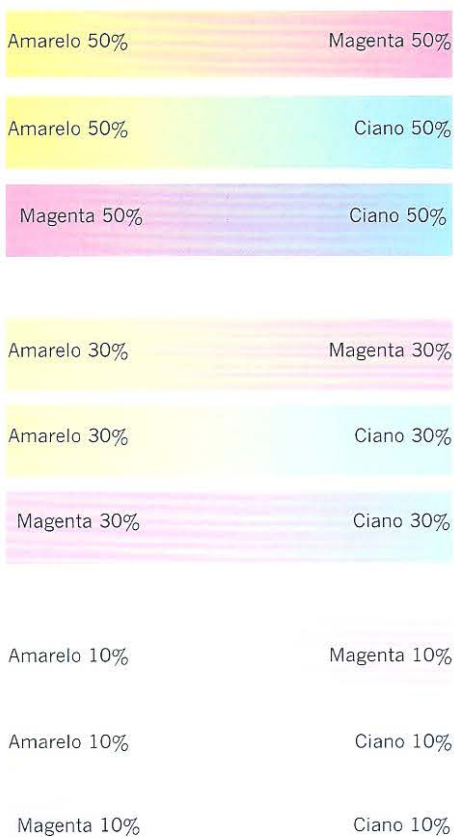 Amarelo 50% Magenta 50%
Amarelo 50% Ciano 50%
Magenta 50% Ciano 50%
Amarelo 30% Magenta 30%
Amarelo 30% Ciano 30%
Magenta 30% Ciano 30%
Amarelo 10% Magenta 10%
Amarelo 10% Ciano 10%
Magenta 10% Ciano 10%